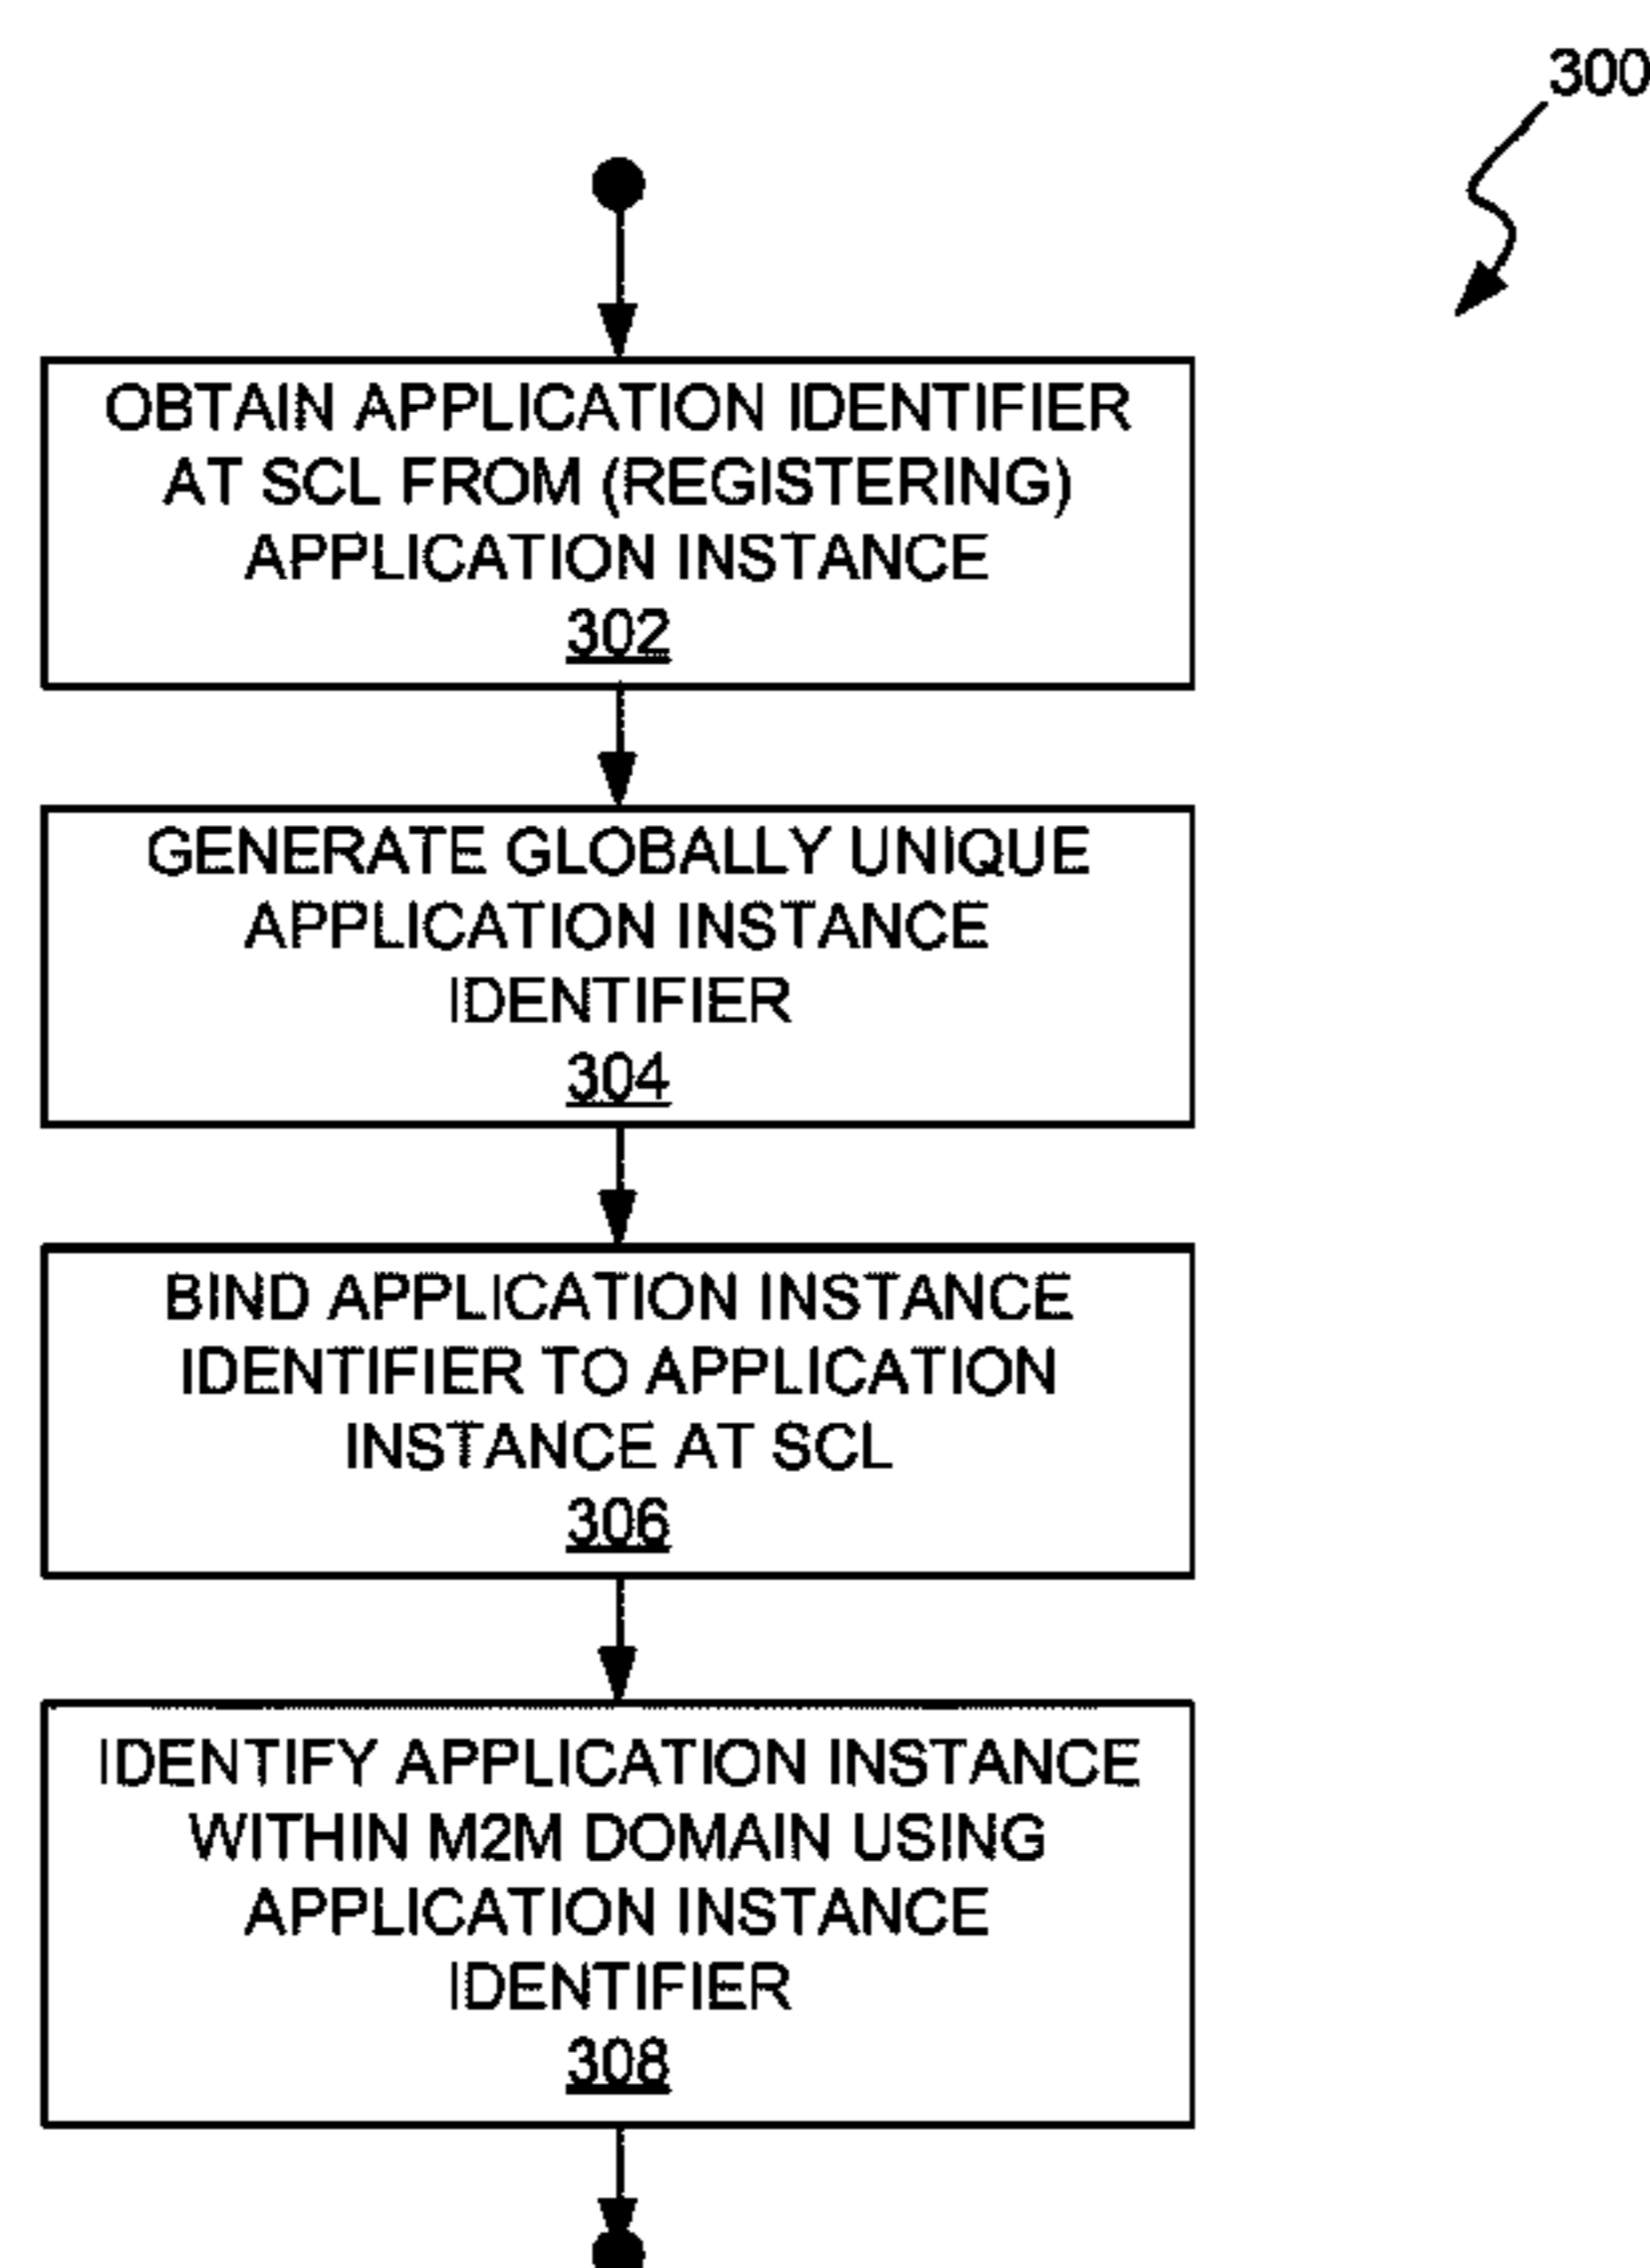 300
OBTAIN APPLICATION IDENTIFIER
AT SCL FROM (REGISTERING)
APPLICATION INSTANCE
302
GENERATE GLOBALLY UNIQUE
APPLICATION INSTANCE
IDENTIFIER
304
BIND APPLICATION INSTANCE
IDENTIFIER TO APPLICATION
INSTANCE AT SCL
306
IDENTIFY APPLICATION INSTANCE
WITHIN M2M DOMAIN USING
APPLICATION INSTANCE
IDENTIFIER
308